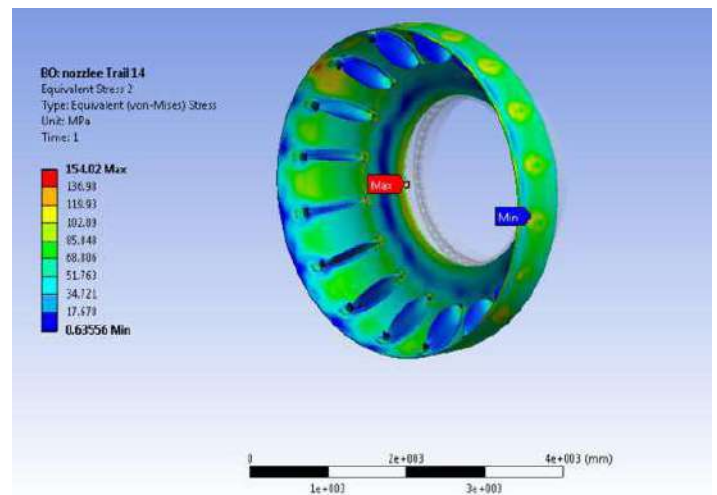 BO: nozzlee Trail 14
Equivalent Stress 2
Type: Equivalent (von-Mises) Stress
Unit: MPa
Time: 1
154.02 Max
136.98
119.93
102.89
85.848
68.806
51.763
34.721
17.678
0.63556 Min
Max
Min
0 2e+003 4e+003 (mm)
1e+003 3e+003